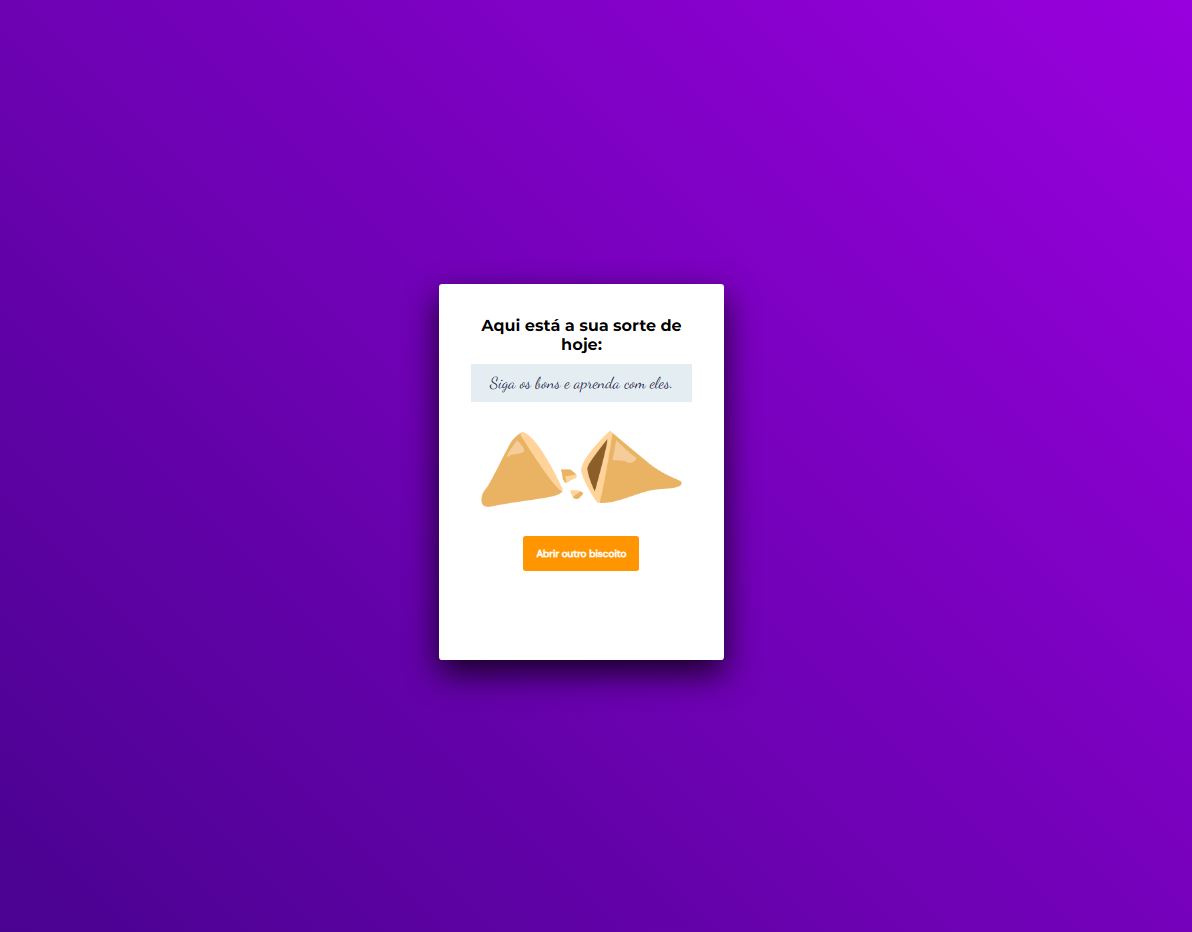 Aqui está a sua sorte de
hoje:
Siga os bons e aprenda com eles.
Abrir outro biscoito